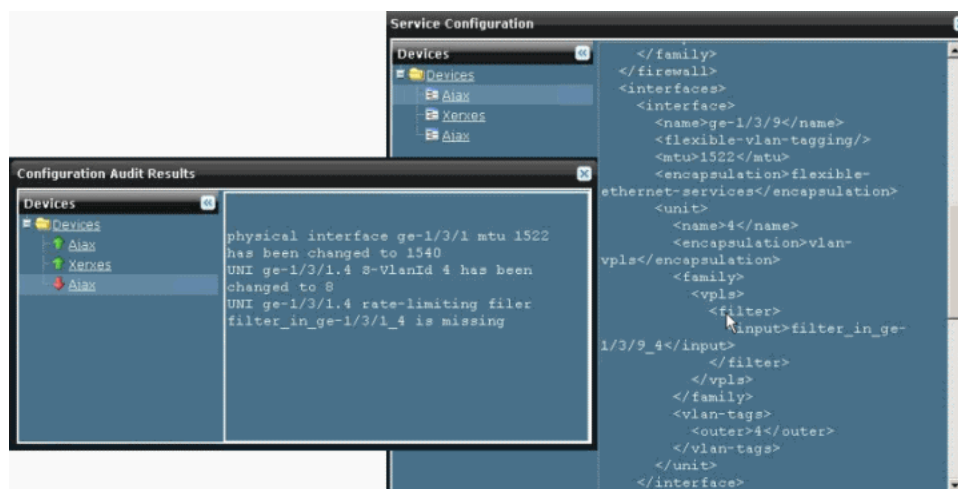 Service Configuration
Devices
Devices
Ajax
Xerxes
Ajax
</family>
</firewall>
<interfaces>
<interface>
<name>ge-1/3/9</name>
<flexible-vlan-tagging/>
<mtu>1522</mtu>
<encapsulation>flexible-
ethernet-services</encapsulation>
<unit>
<name>4</name>
<encapsulation>vlan-
vpls</encapsulation>
<family>
<vpls>
<filter>
<input>filter_in_ge-
1/3/9_4</input>
</filter>
</vpls>
</family>
<vlan-tags>
<outer>4</outer>
</vlan-tags>
</unit>
</interface>
Configuration Audit Results
Devices
Devices
Ajax
Xerxes
Ajax
physical interface ge-1/3/1 mtu 1522
has been changed to 1540
UNI ge-1/3/1.4 S-VlanId 4 has been
changed to 8
UNI ge-1/3/1.4 rate-limiting filer
filter_in_ge-1/3/1_4 is missing